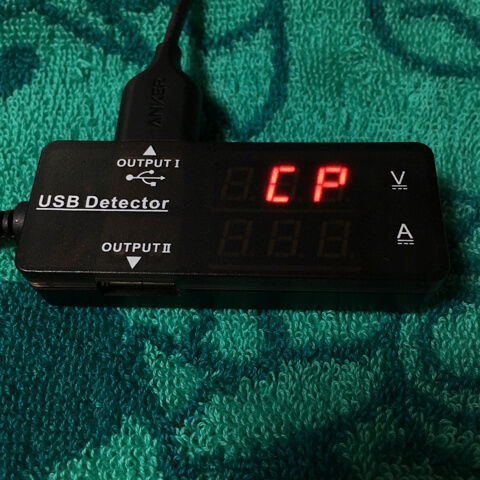 ANKER
OUTPUT I
CP
V
USB Detector
OUTPUT II
A